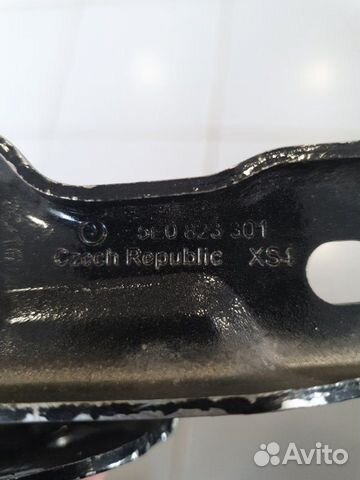 5E0 823 301
Czech Republic XS4
Avito